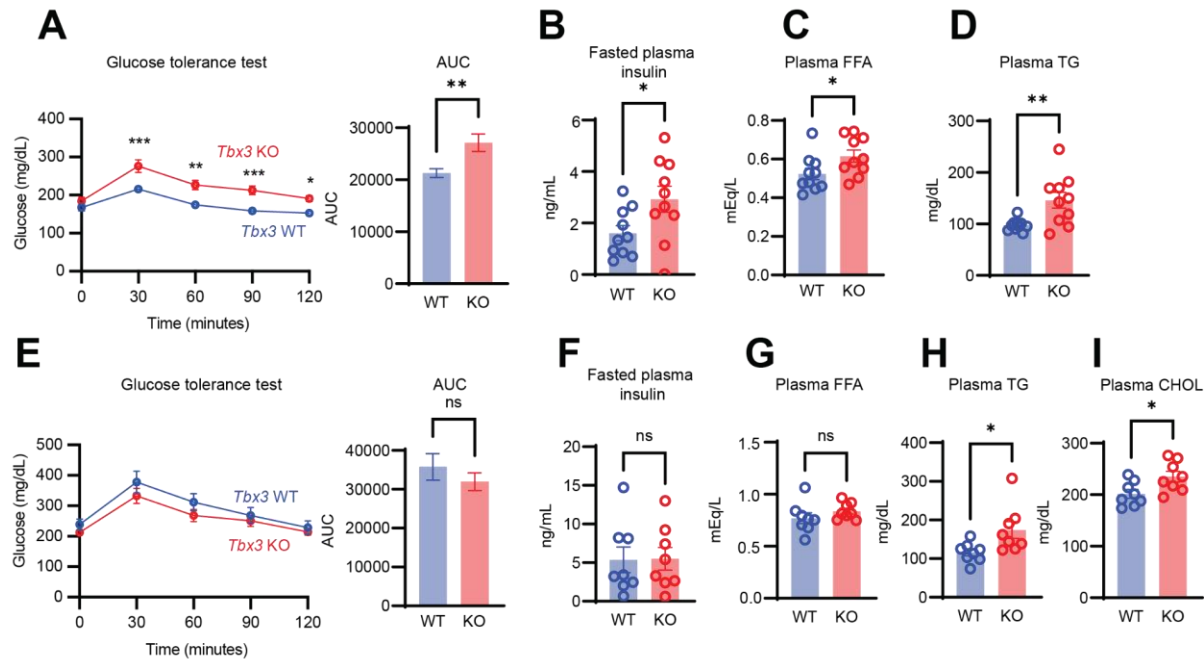 A
Glucose tolerance test
Glucose (mg/dL)
400
300
200
100
0
***
**
***
*
Tbx3 KO
Tbx3 WT
0 30 60 90 120
Time (minutes)
AUC
**
AUC
30000
20000
10000
0
WT KO
B
Fasted plasma
insulin
*
ng/mL
6
4
2
0
WT KO
C
Plasma FFA
*
mEq/L
0.8
0.6
0.4
0.2
0.0
WT KO
D
Plasma TG
**
mg/dL
300
200
100
0
WT KO
E
Glucose tolerance test
Glucose (mg/dL)
500
400
300
200
100
0
Tbx3 WT
Tbx3 KO
0 30 60 90 120
Time (minutes)
AUC
ns
AUC
40000
30000
20000
10000
0
WT KO
F
Fasted plasma
insulin
ns
ng/mL
20
15
10
5
0
WT KO
G
Plasma FFA
ns
mEq/L
1.5
1.0
0.5
0.0
WT KO
H
Plasma TG
*
mg/dL
400
300
200
100
0
WT KO
I
Plasma CHOL
*
mg/dL
300
200
100
0
WT KO